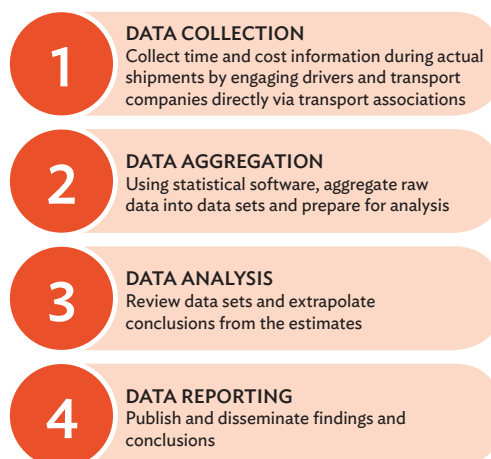 1
DATA COLLECTION
Collect time and cost information during actual
shipments by engaging drivers and transport
companies directly via transport associations
2
DATA AGGREGATION
Using statistical software, aggregate raw
data into data sets and prepare for analysis
3
DATA ANALYSIS
Review data sets and extrapolate
conclusions from the estimates
4
DATA REPORTING
Publish and disseminate findings and
conclusions